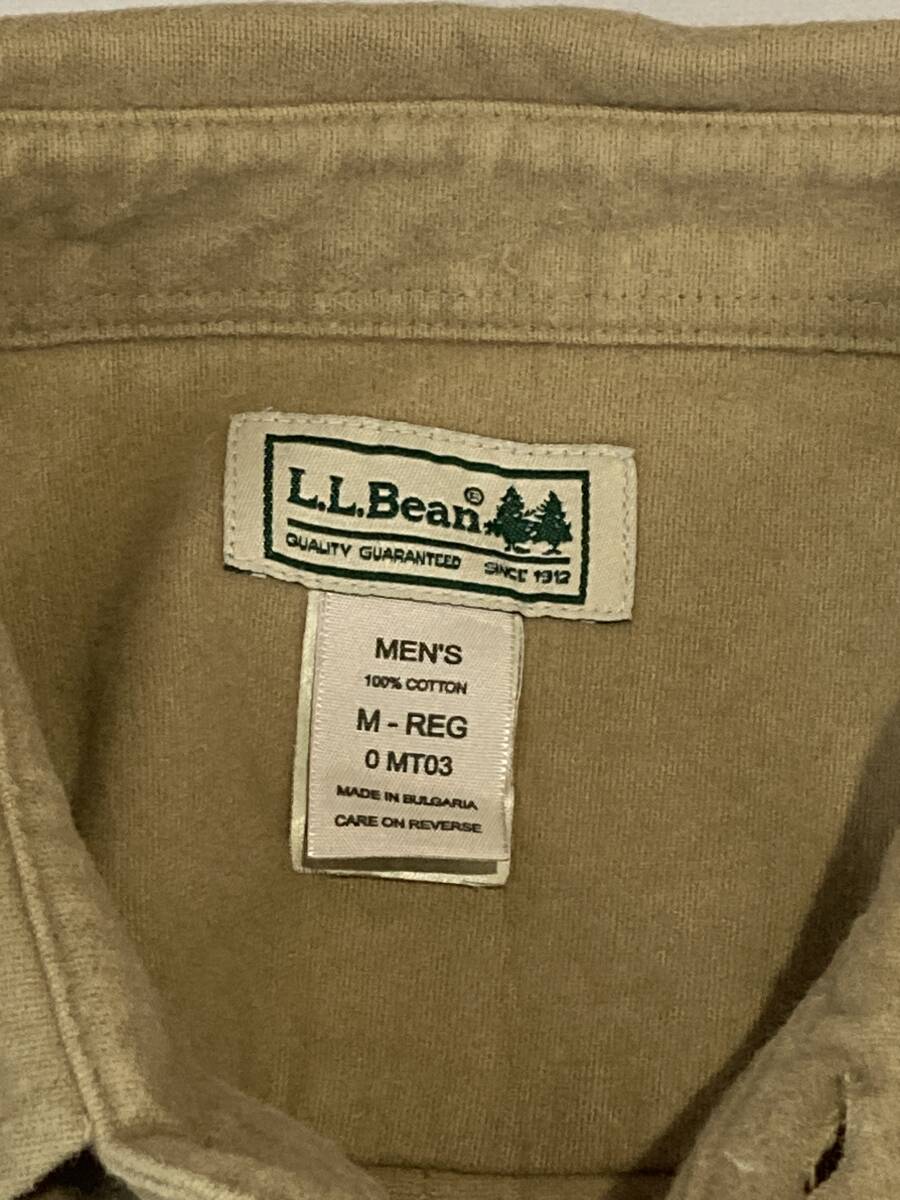 L.L.Bean®
QUALITY GUARANTEED SINCE 1912
MEN'S
100% COTTON
M - REG
0 MT03
MADE IN BULGARIA
CARE ON REVERSE